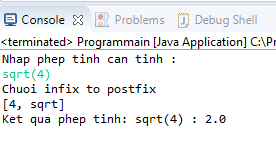 Console Problems Debug Shell
<terminated> Programmain [Java Application] C:\Pr
Nhap phep tinh can tinh :
sqrt(4)
Chuoi infix to postfix
[4, sqrt]
Ket qua phep tinh: sqrt(4) : 2.0